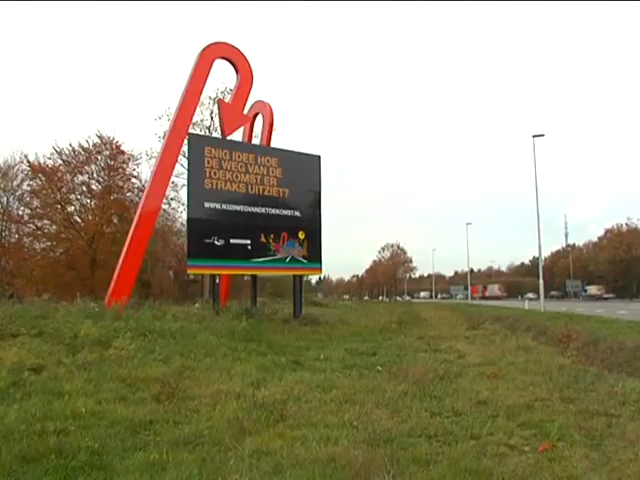 ENIG IDEE HOE
DE WEG VAN DE
TOEKOMST ER
STRAKS UITZIET?
WWW.N329WEGVANDETOEKOMST.NL